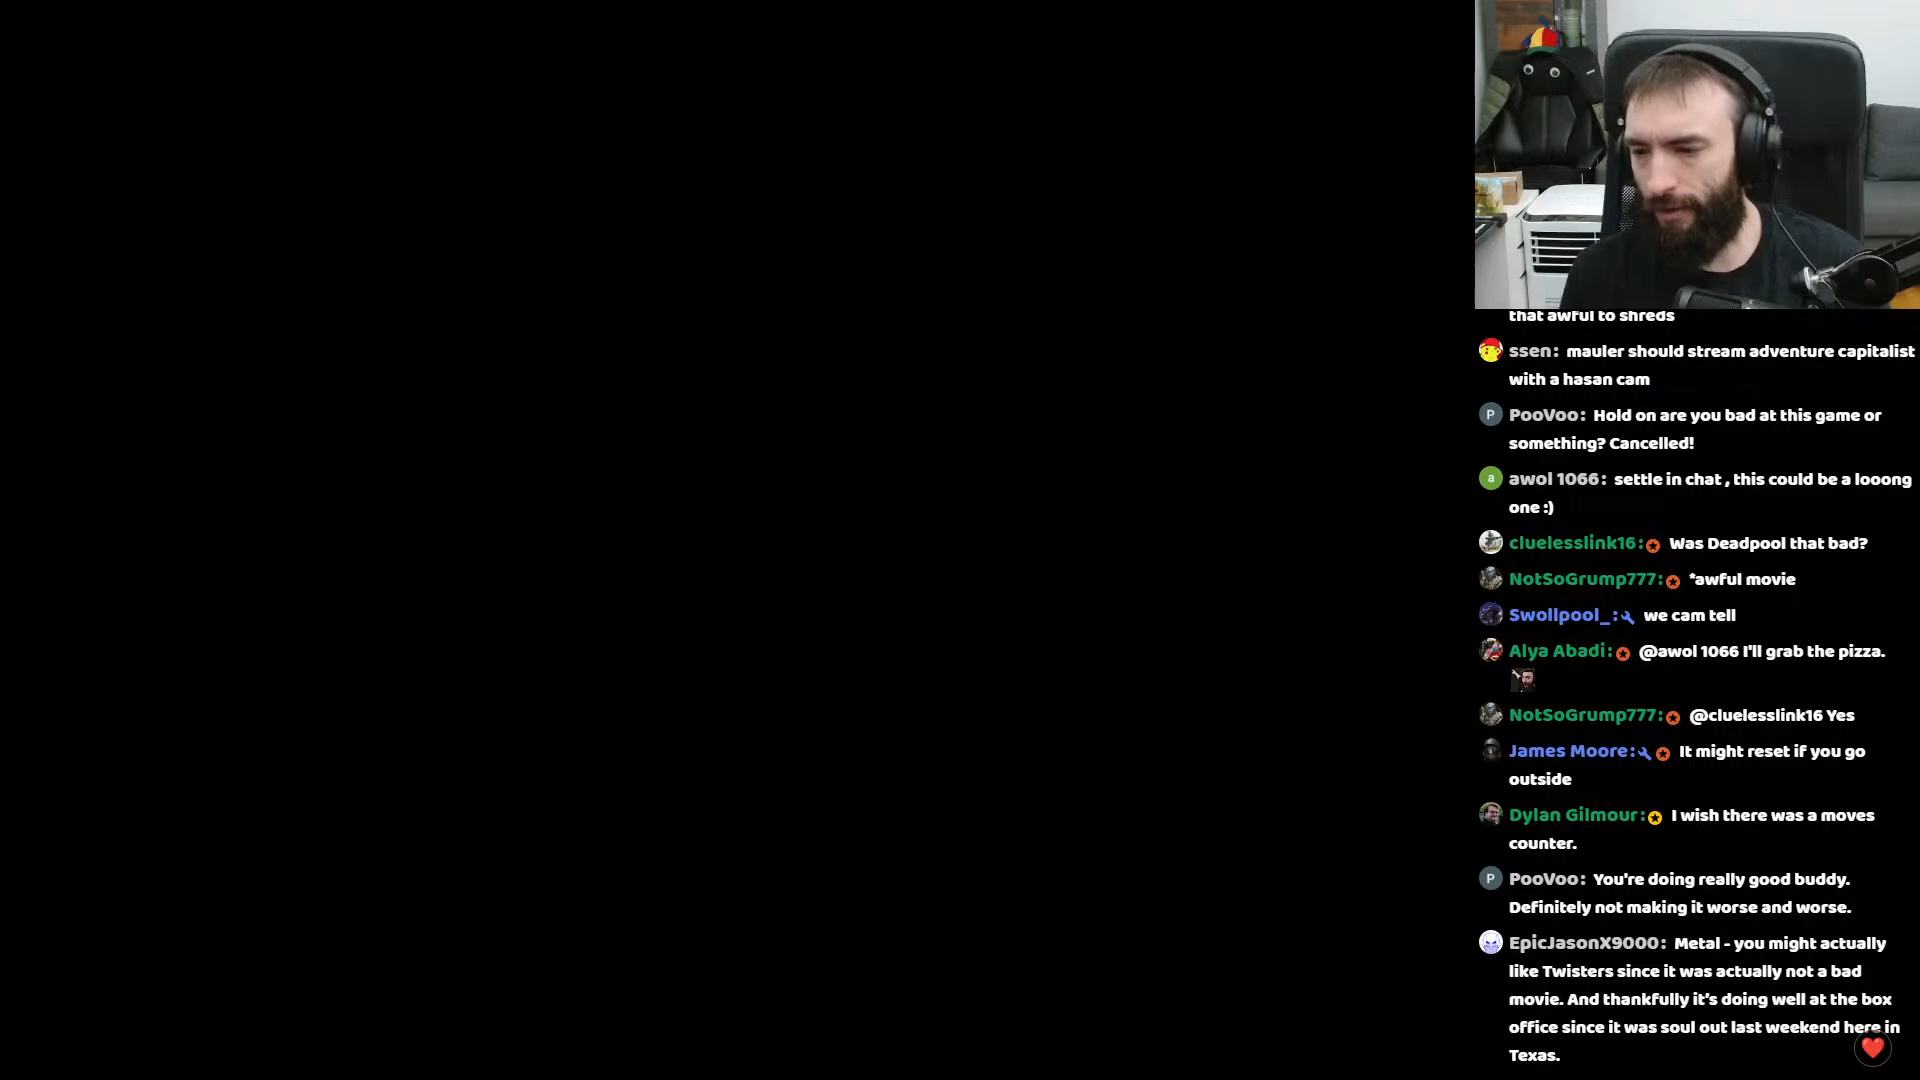 that awful to shreds
ssen: mauler should stream adventure capitalist
with a hasan cam
P PooVoo: Hold on are you bad at this game or
something? Cancelled!
a awol 1066: settle in chat , this could be a looong
one :)
cluelesslink16: Was Deadpool that bad?
NotSoGrump777: *awful movie
Swollpool_: we cam tell
Alya Abadi: @awol 1066 I'll grab the pizza.
NotSoGrump777: @cluelesslink16 Yes
James Moore: It might reset if you go
outside
Dylan Gilmour: I wish there was a moves
counter.
P PooVoo: You're doing really good buddy.
Definitely not making it worse and worse.
EpicJasonX9000: Metal - you might actually
like Twisters since it was actually not a bad
movie. And thankfully it's doing well at the box
office since it was soul out last weekend here in
Texas.